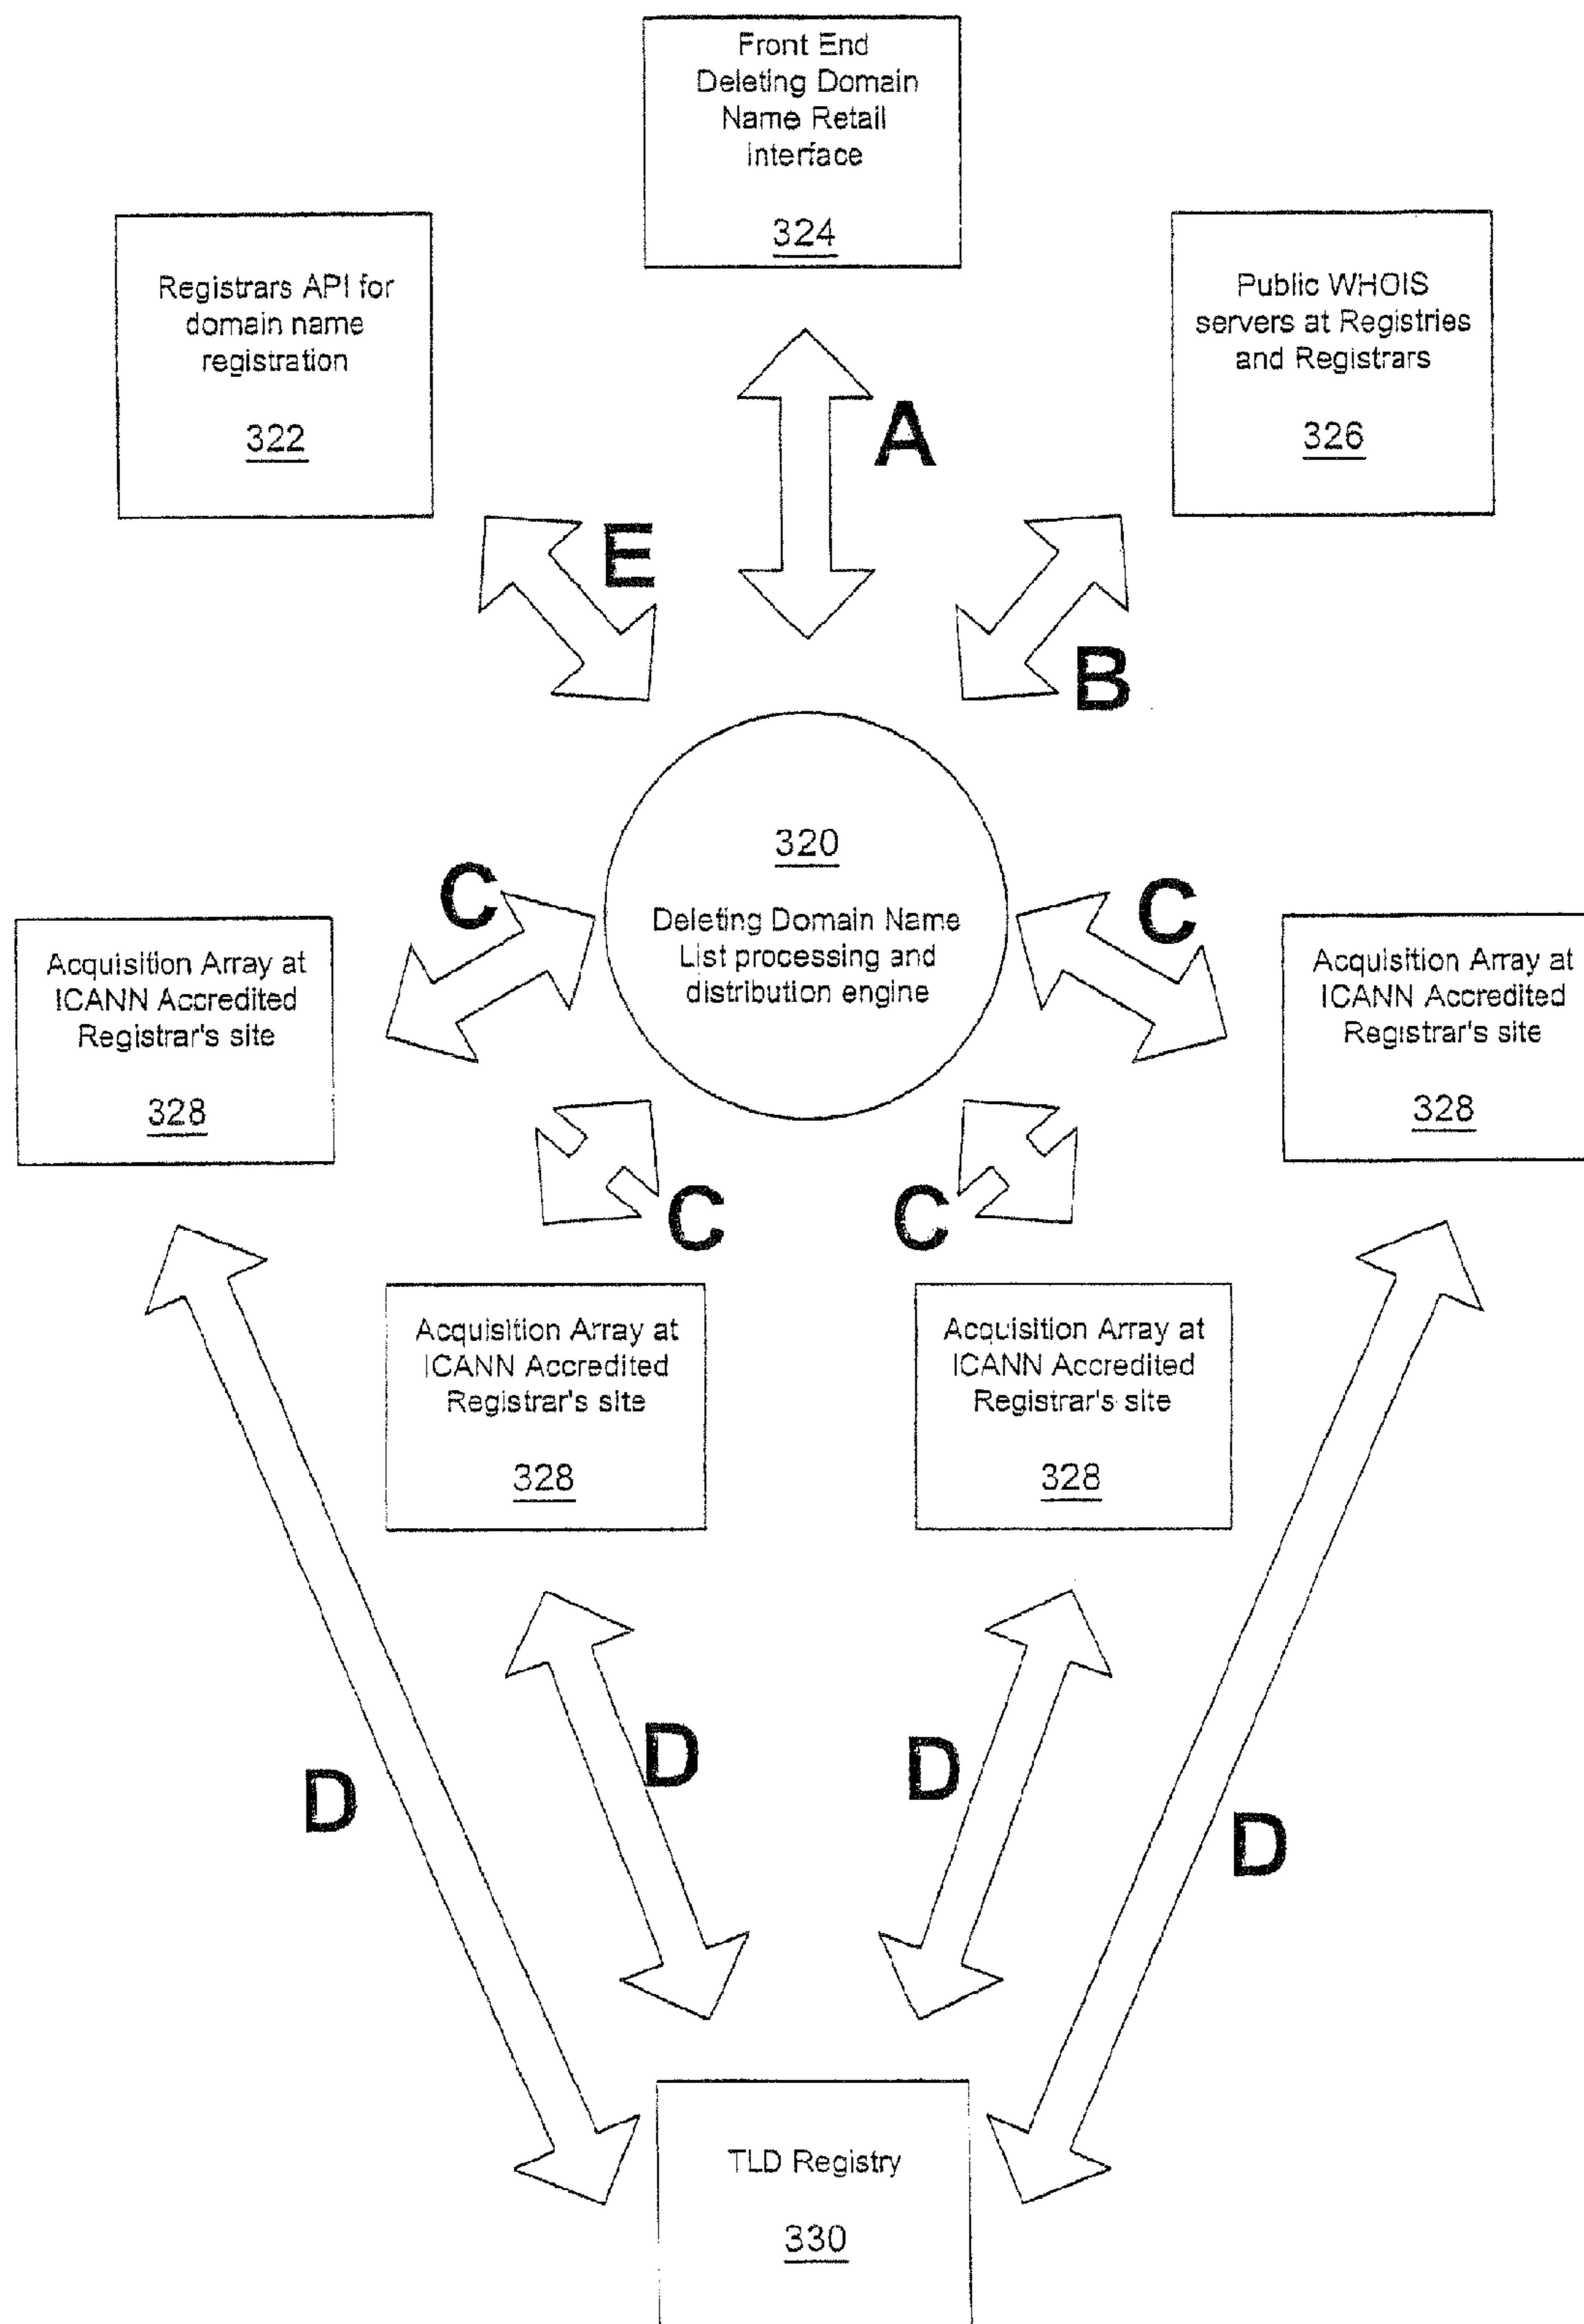 Front End
Deleting Domain
Name Retail
interface
324
Registrars API for
domain name
registration
322
Public WHOIS
servers at Registries
and Registrars
326
A
E
B
320
Deleting Domain Name
List processing and
distribution engine
C
C
Acquisition Array at
ICANN Accredited
Registrar's site
328
Acquisition Array at
ICANN Accredited
Registrar's site
328
C
C
Acquisition Array at
ICANN Accredited
Registrar's site
328
Acquisition Array at
ICANN Accredited
Registrar's site
328
D
D
D
D
TLD Registry
330